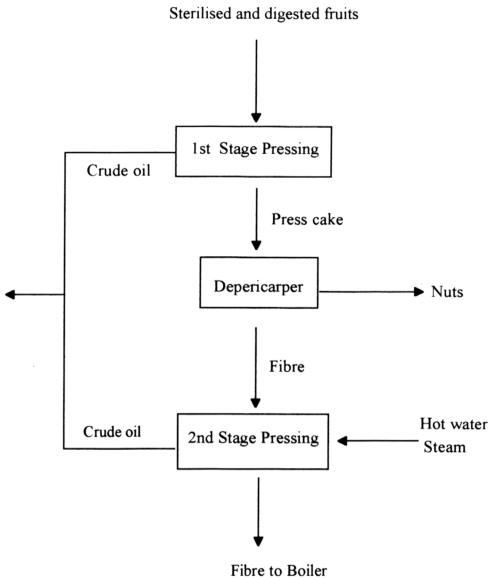 Sterilised and digested fruits
1st Stage Pressing
Crude oil
Press cake
Depericarper
Nuts
Fibre
Crude oil
2nd Stage Pressing
Hot water
Steam
Fibre to Boiler